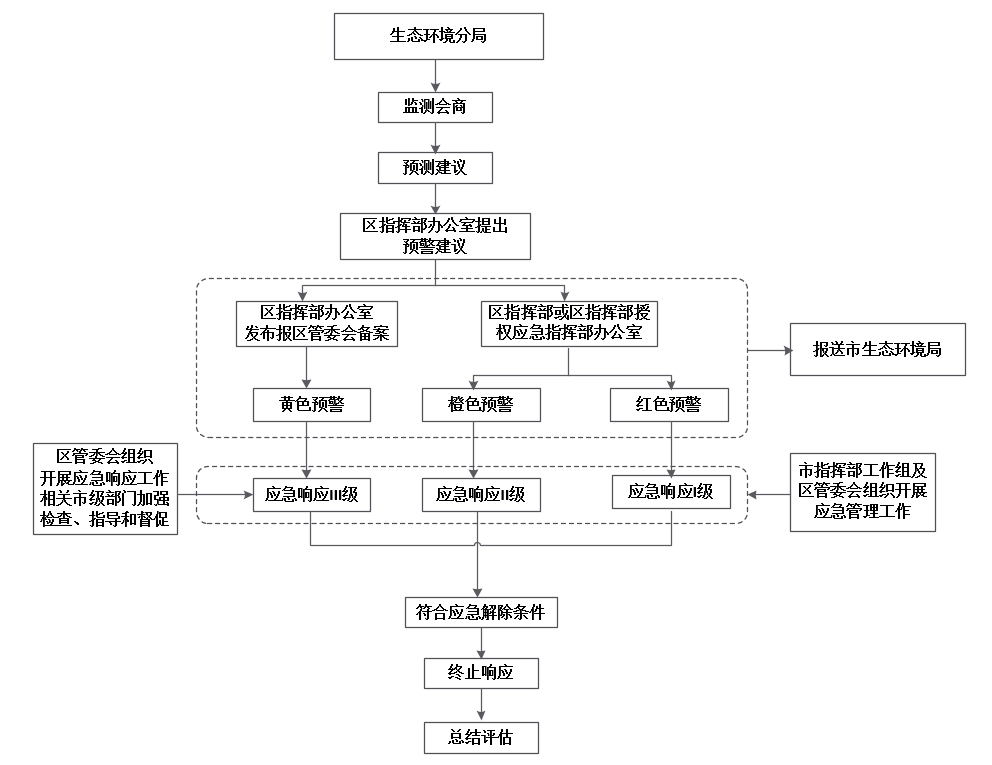 生态环境分局
监测会商
预测建议
区指挥部办公室提出
预警建议
区指挥部办公室
发布报区管委会备案
区指挥部或区指挥部授
权应急指挥部办公室
报送市生态环境局
黄色预警
橙色预警
红色预警
区管委会组织
开展应急响应工作
相关市级部门加强
检查、指导和督促
应急响应III级
应急响应II级
应急响应I级
市指挥部工作组及
区管委会组织开展
应急管理工作
符合应急解除条件
终止响应
总结评估